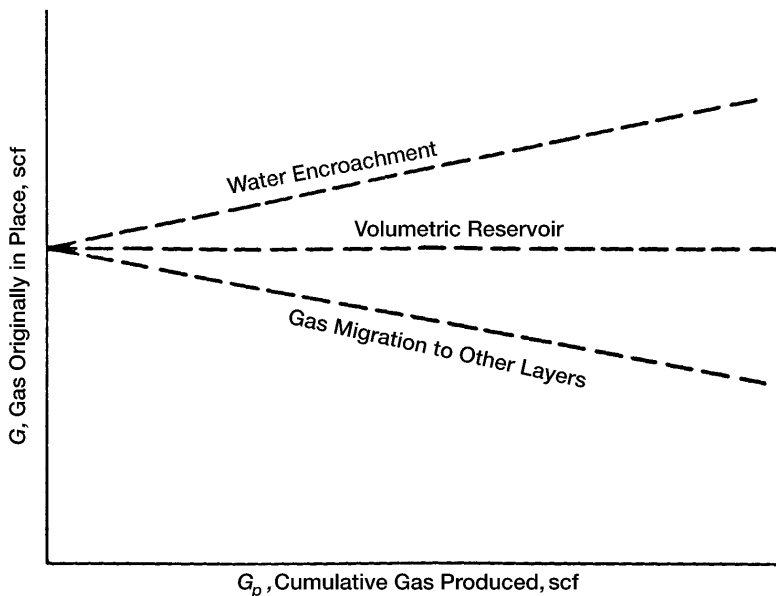 G, Gas Originally in Place, scf
Water Encroachment
Volumetric Reservoir
Gas Migration to Other Layers
Gp, Cumulative Gas Produced, scf